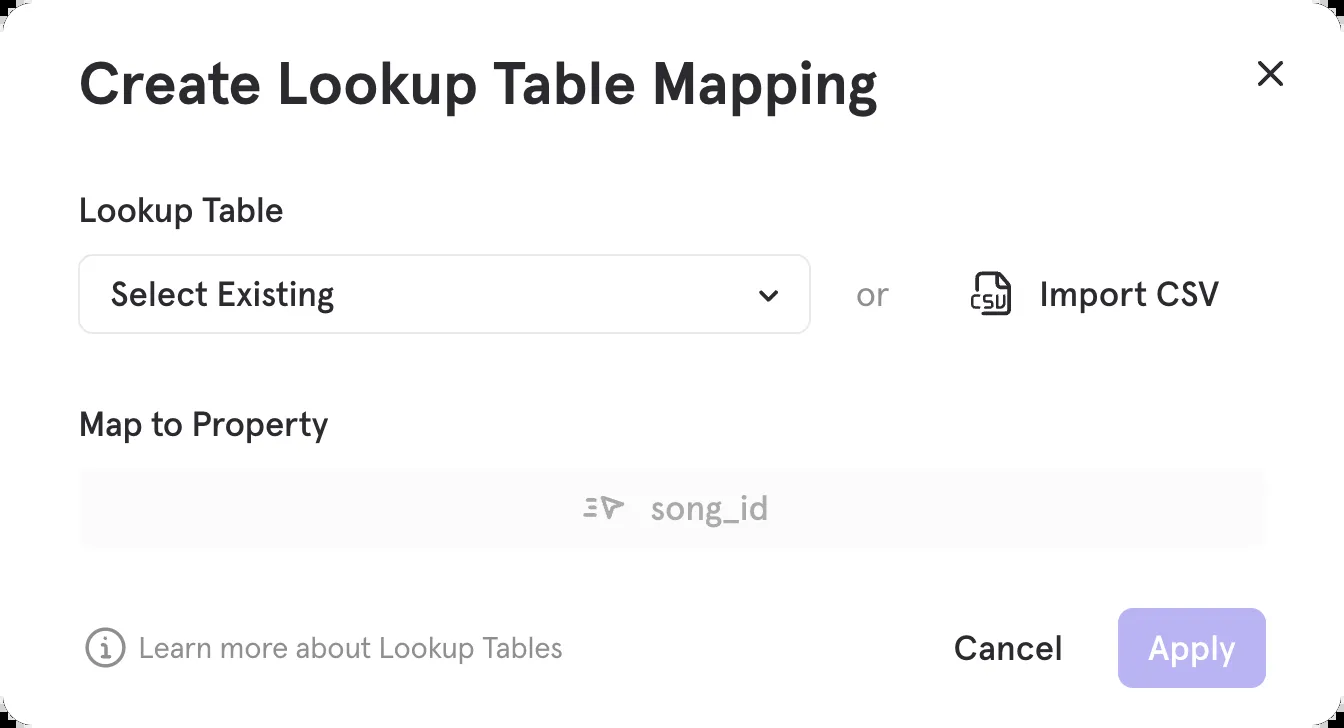 Create Lookup Table Mapping
Lookup Table
Select Existing or CSV Import CSV
Map to Property
song_id
Learn more about Lookup Tables Cancel Apply